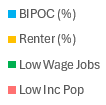 BIPOC (%)
Renter (%)
Low Wage Jobs
Low Inc Pop